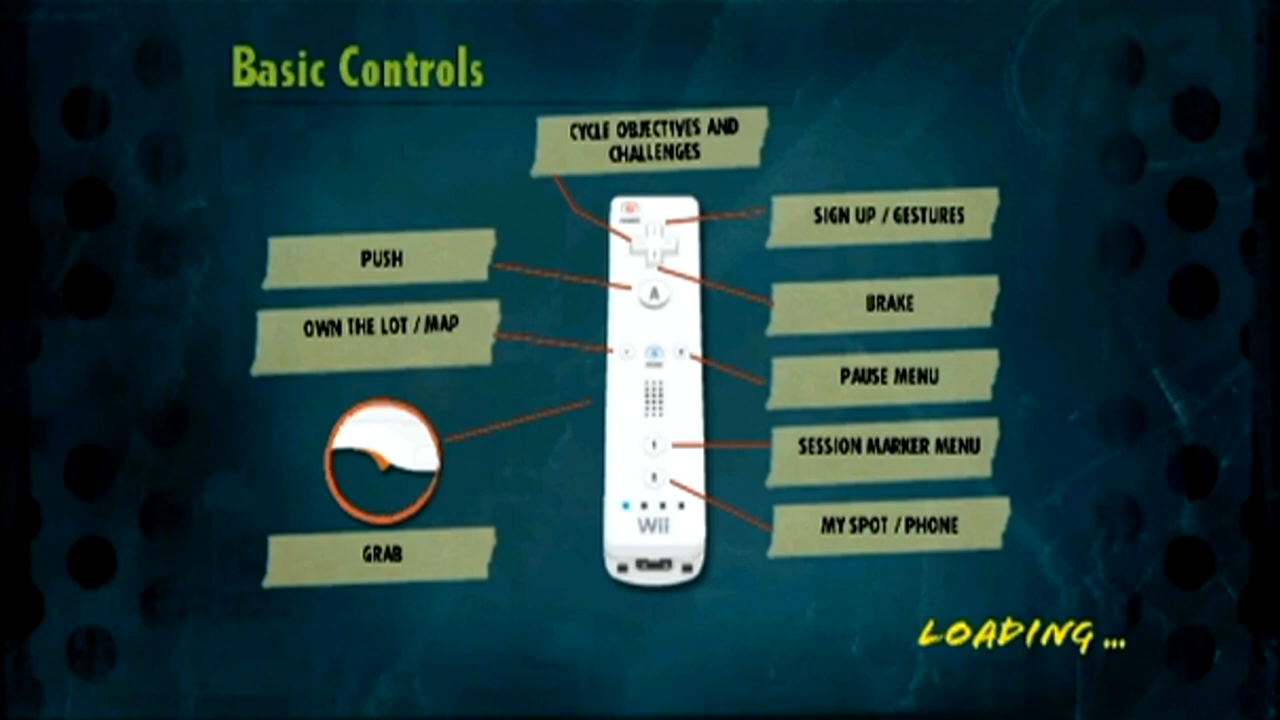 Basic Controls
CYCLE OBJECTIVES AND
CHALLENGES
SIGN UP / GESTURES
PUSH
A
BRAKE
OWN THE LOT / MAP
PAUSE MENU
SESSION MARKER MENU
MY SPOT / PHONE
Wii
GRAB
LOADING...